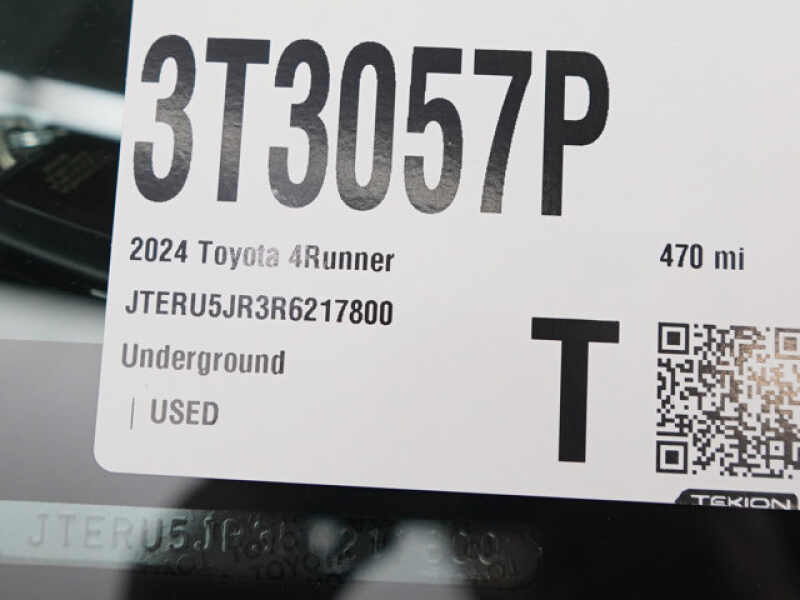 3T3057P
2024 Toyota 4Runner
470 mi
JTERU5JR3R6217800
Underground
T
| USED
TEKION